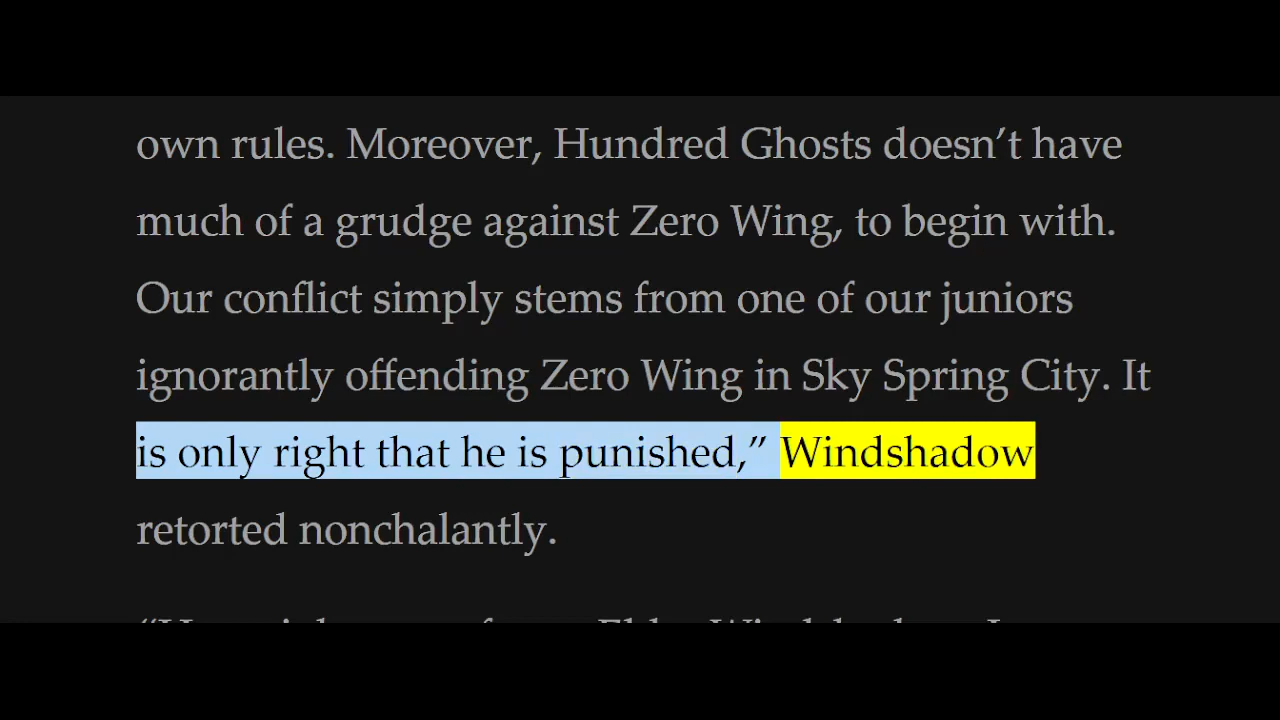 own rules. Moreover, Hundred Ghosts doesn’t have
much of a grudge against Zero Wing, to begin with.
Our conflict simply stems from one of our juniors
ignorantly offending Zero Wing in Sky Spring City. It
is only right that he is punished,” Windshadow
retorted nonchalantly.